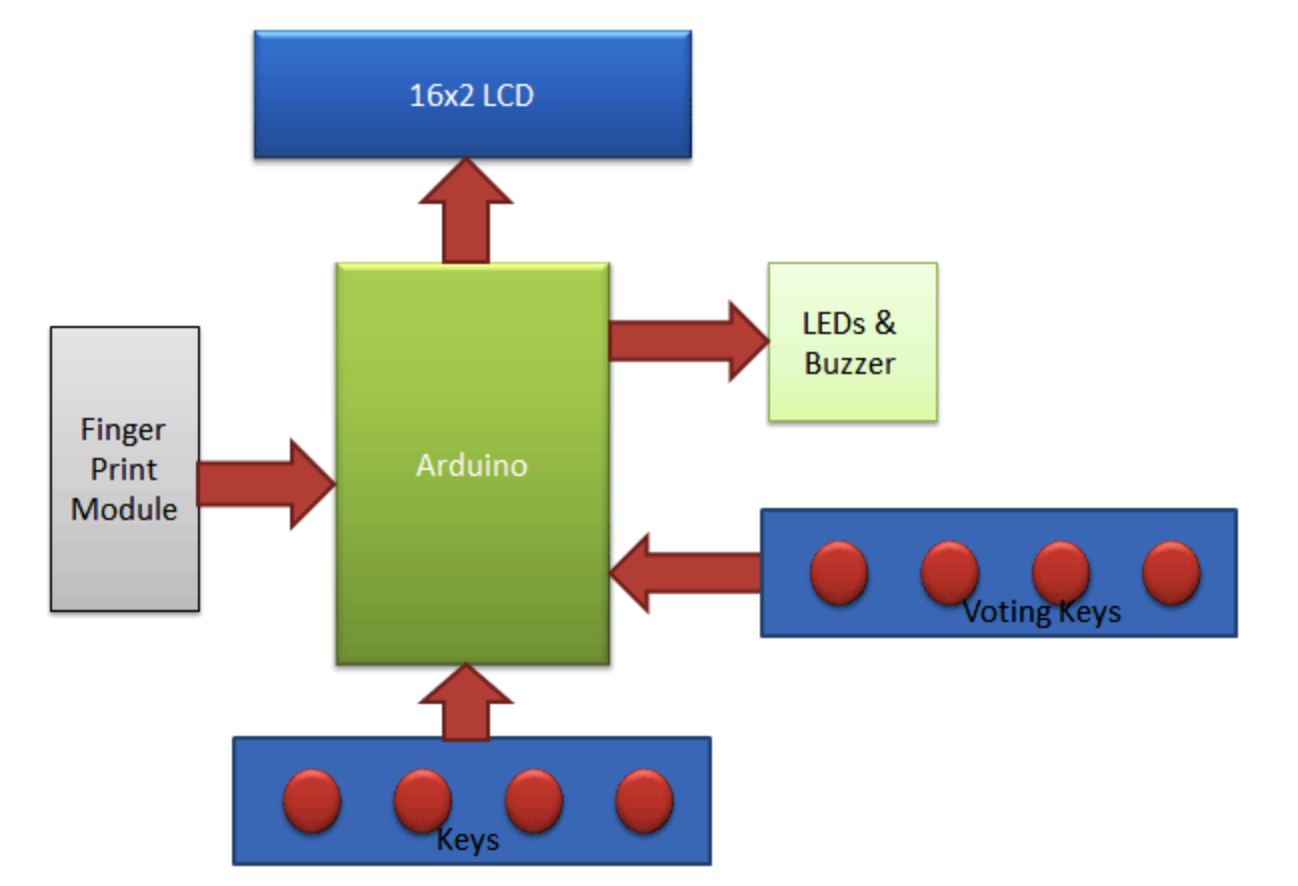 16x2 LCD
LEDs &
Buzzer
Finger
Print
Module
Arduino
Voting Keys
Keys